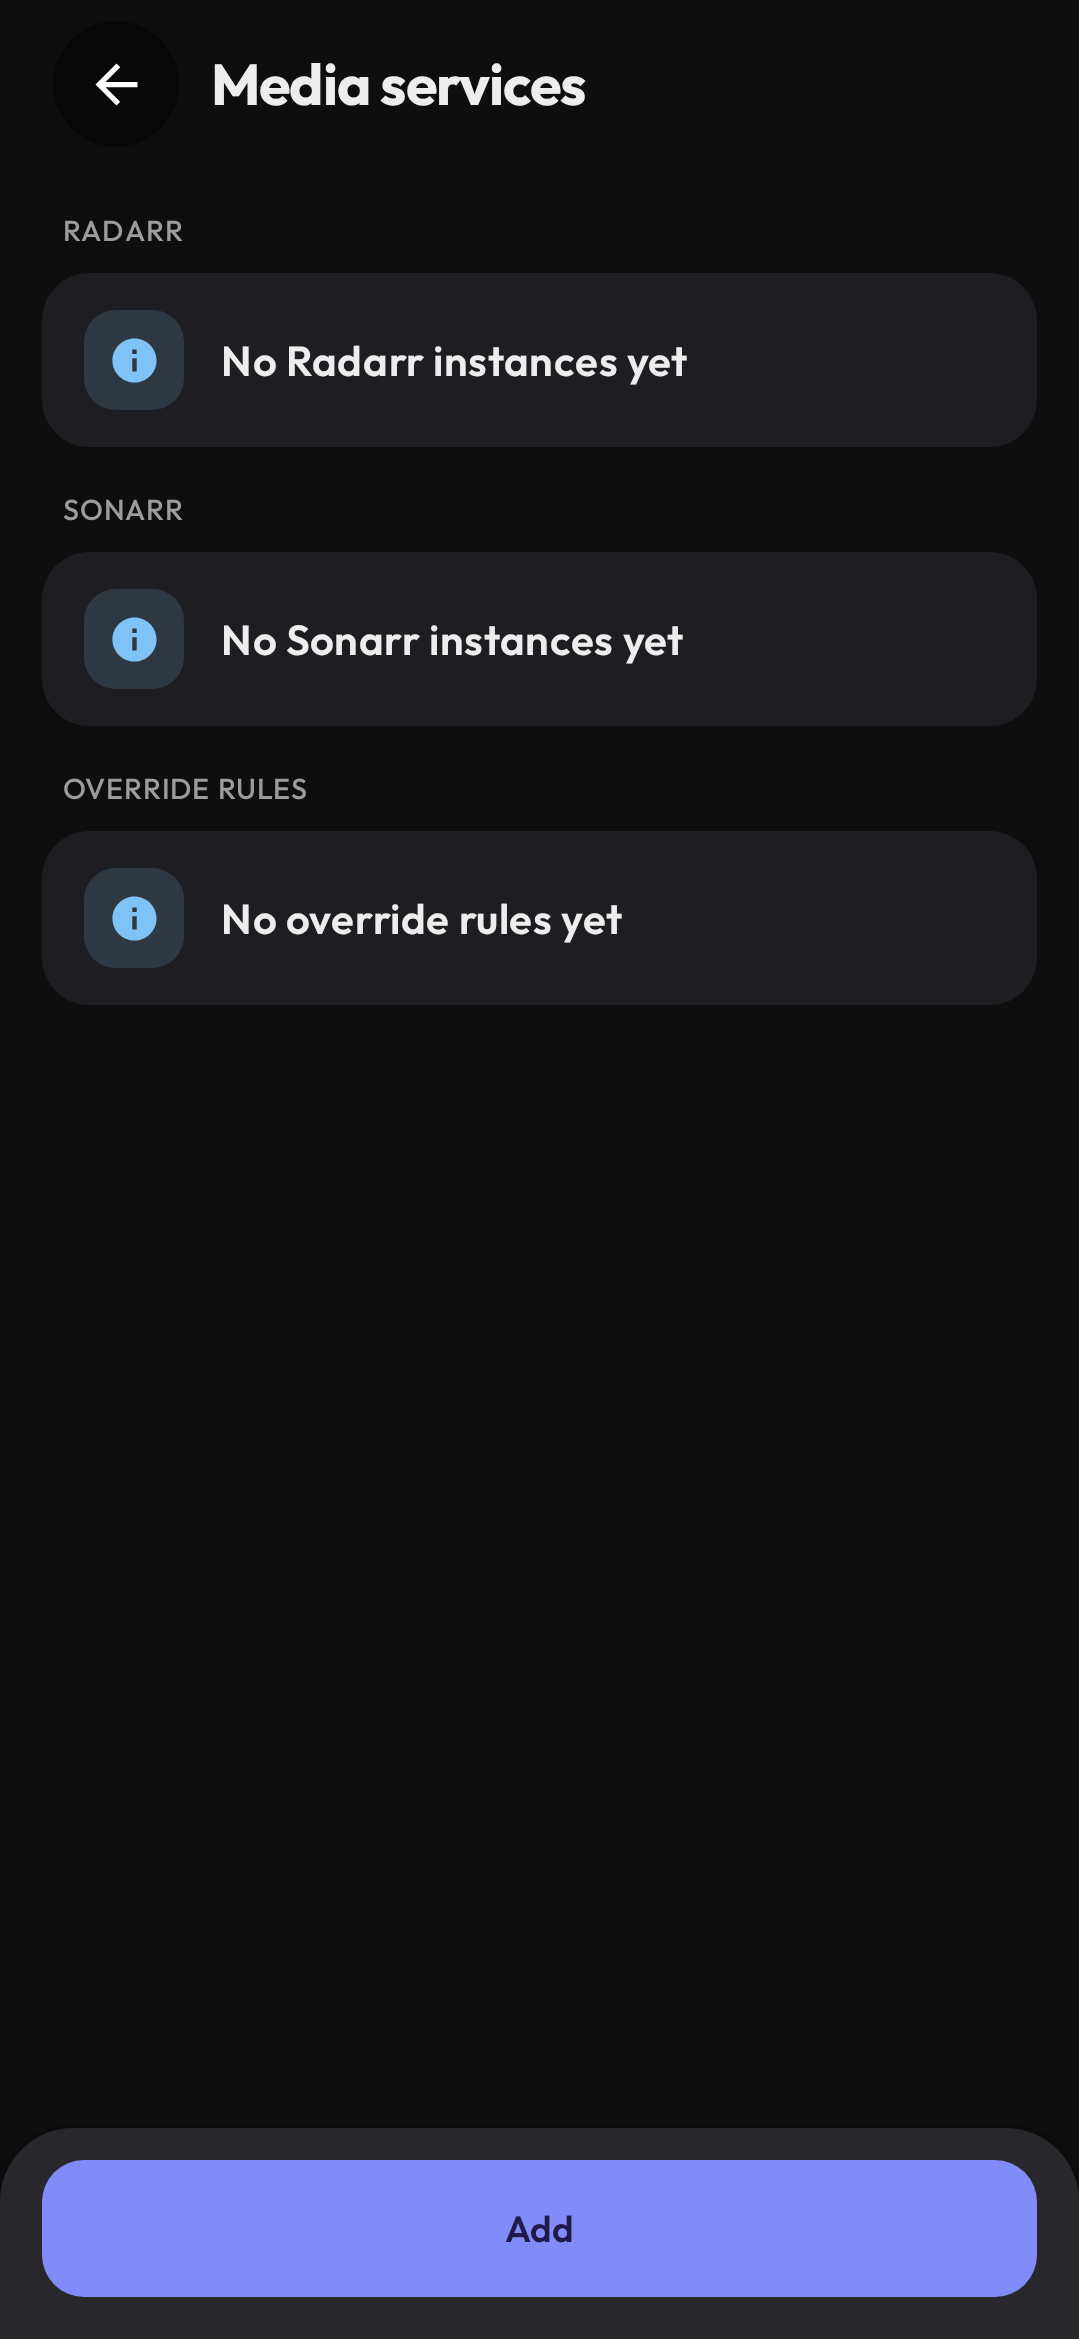 Media services
RADARR
No Radarr instances yet
SONARR
No Sonarr instances yet
OVERRIDE RULES
No override rules yet
Add